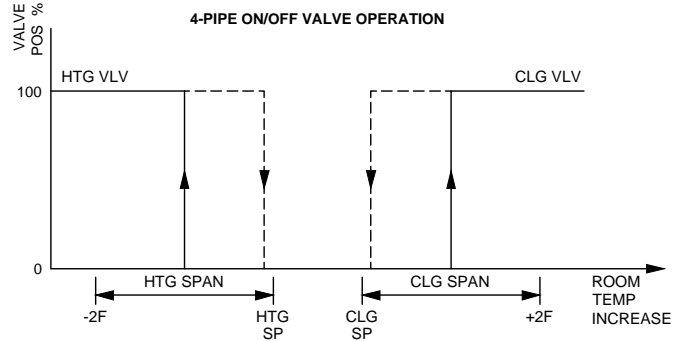 4-PIPE ON/OFF VALVE OPERATION
VALVE
POS %
HTG VLV
CLG VLV
100
0
HTG SPAN
CLG SPAN
ROOM
TEMP
INCREASE
-2F
HTG
SP
CLG
SP
+2F